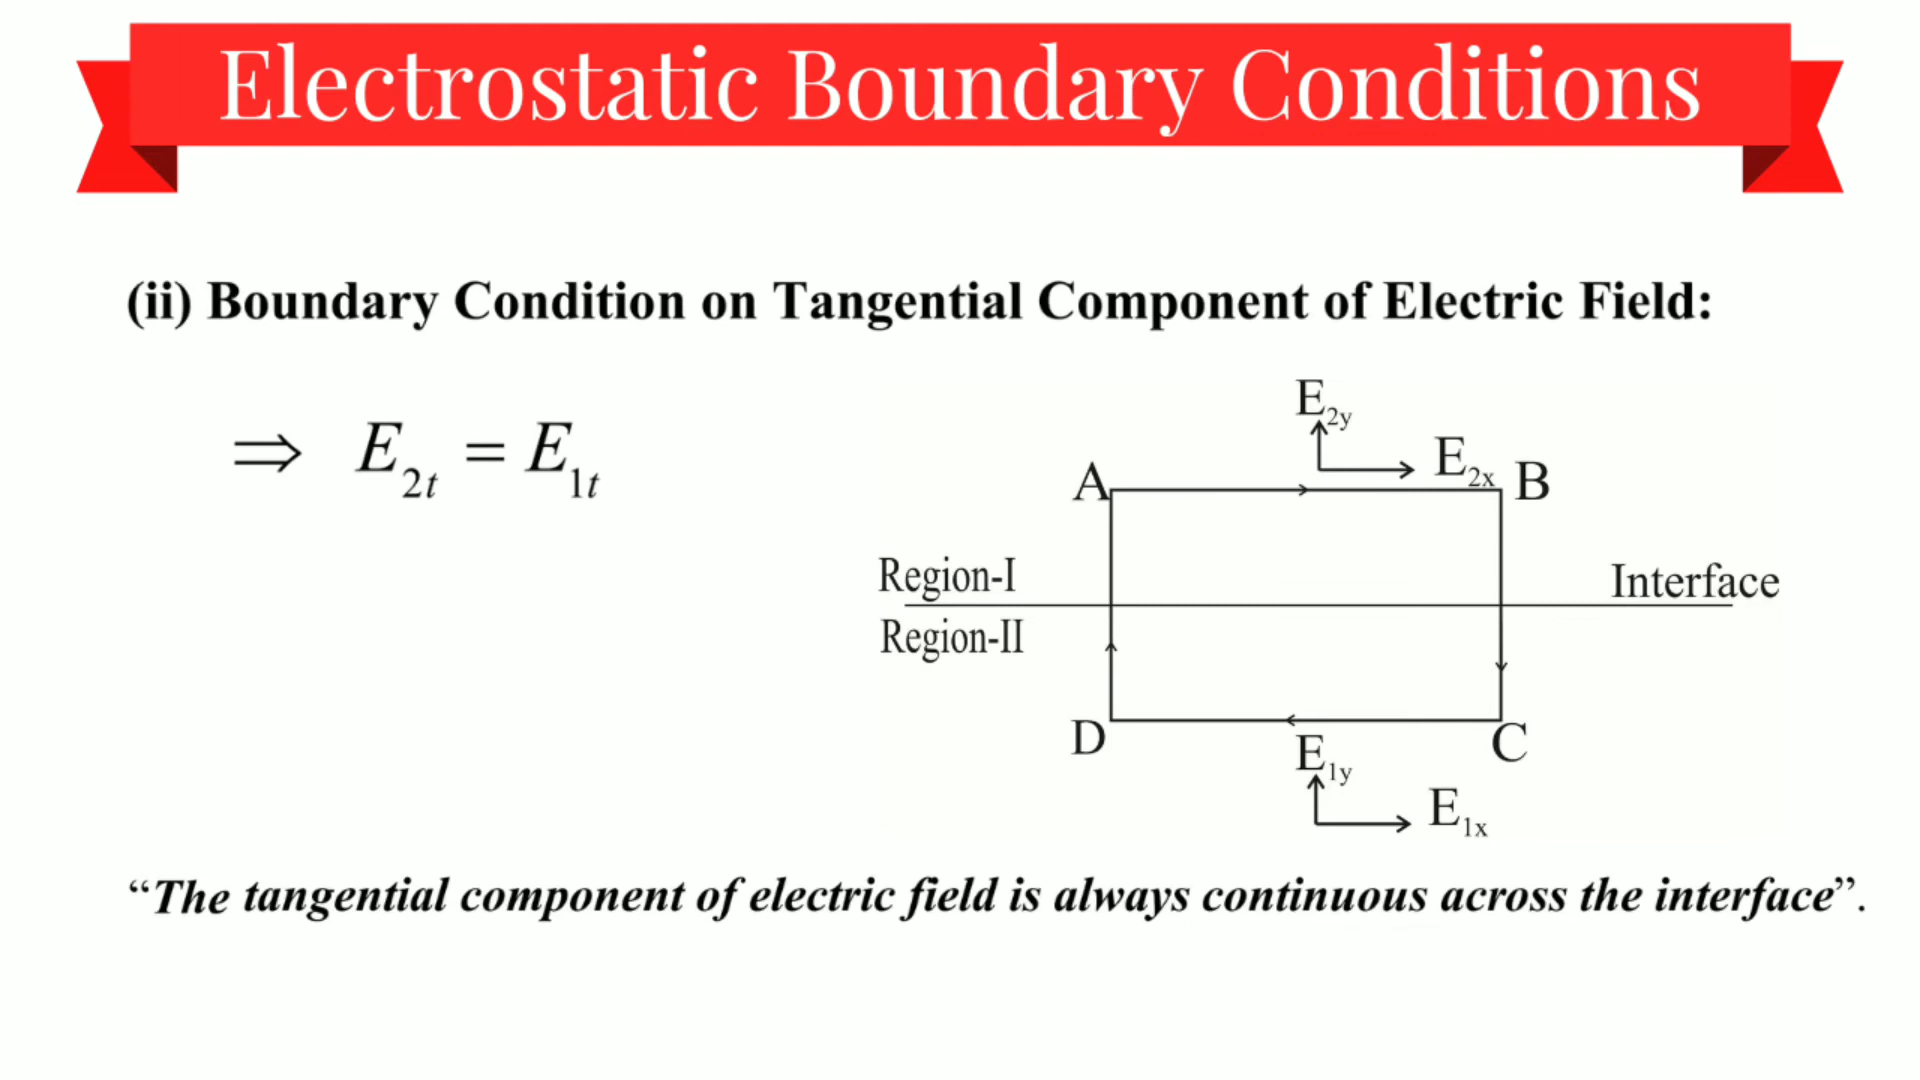 Electrostatic Boundary Conditions
(ii) Boundary Condition on Tangential Component of Electric Field:
⇒ E₂ₜ = E₁ₜ
E₂y
E₂ₓ
A
B
Region-I
Interface
Region-II
D
C
E₁y
E₁ₓ
“The tangential component of electric field is always continuous across the interface”.